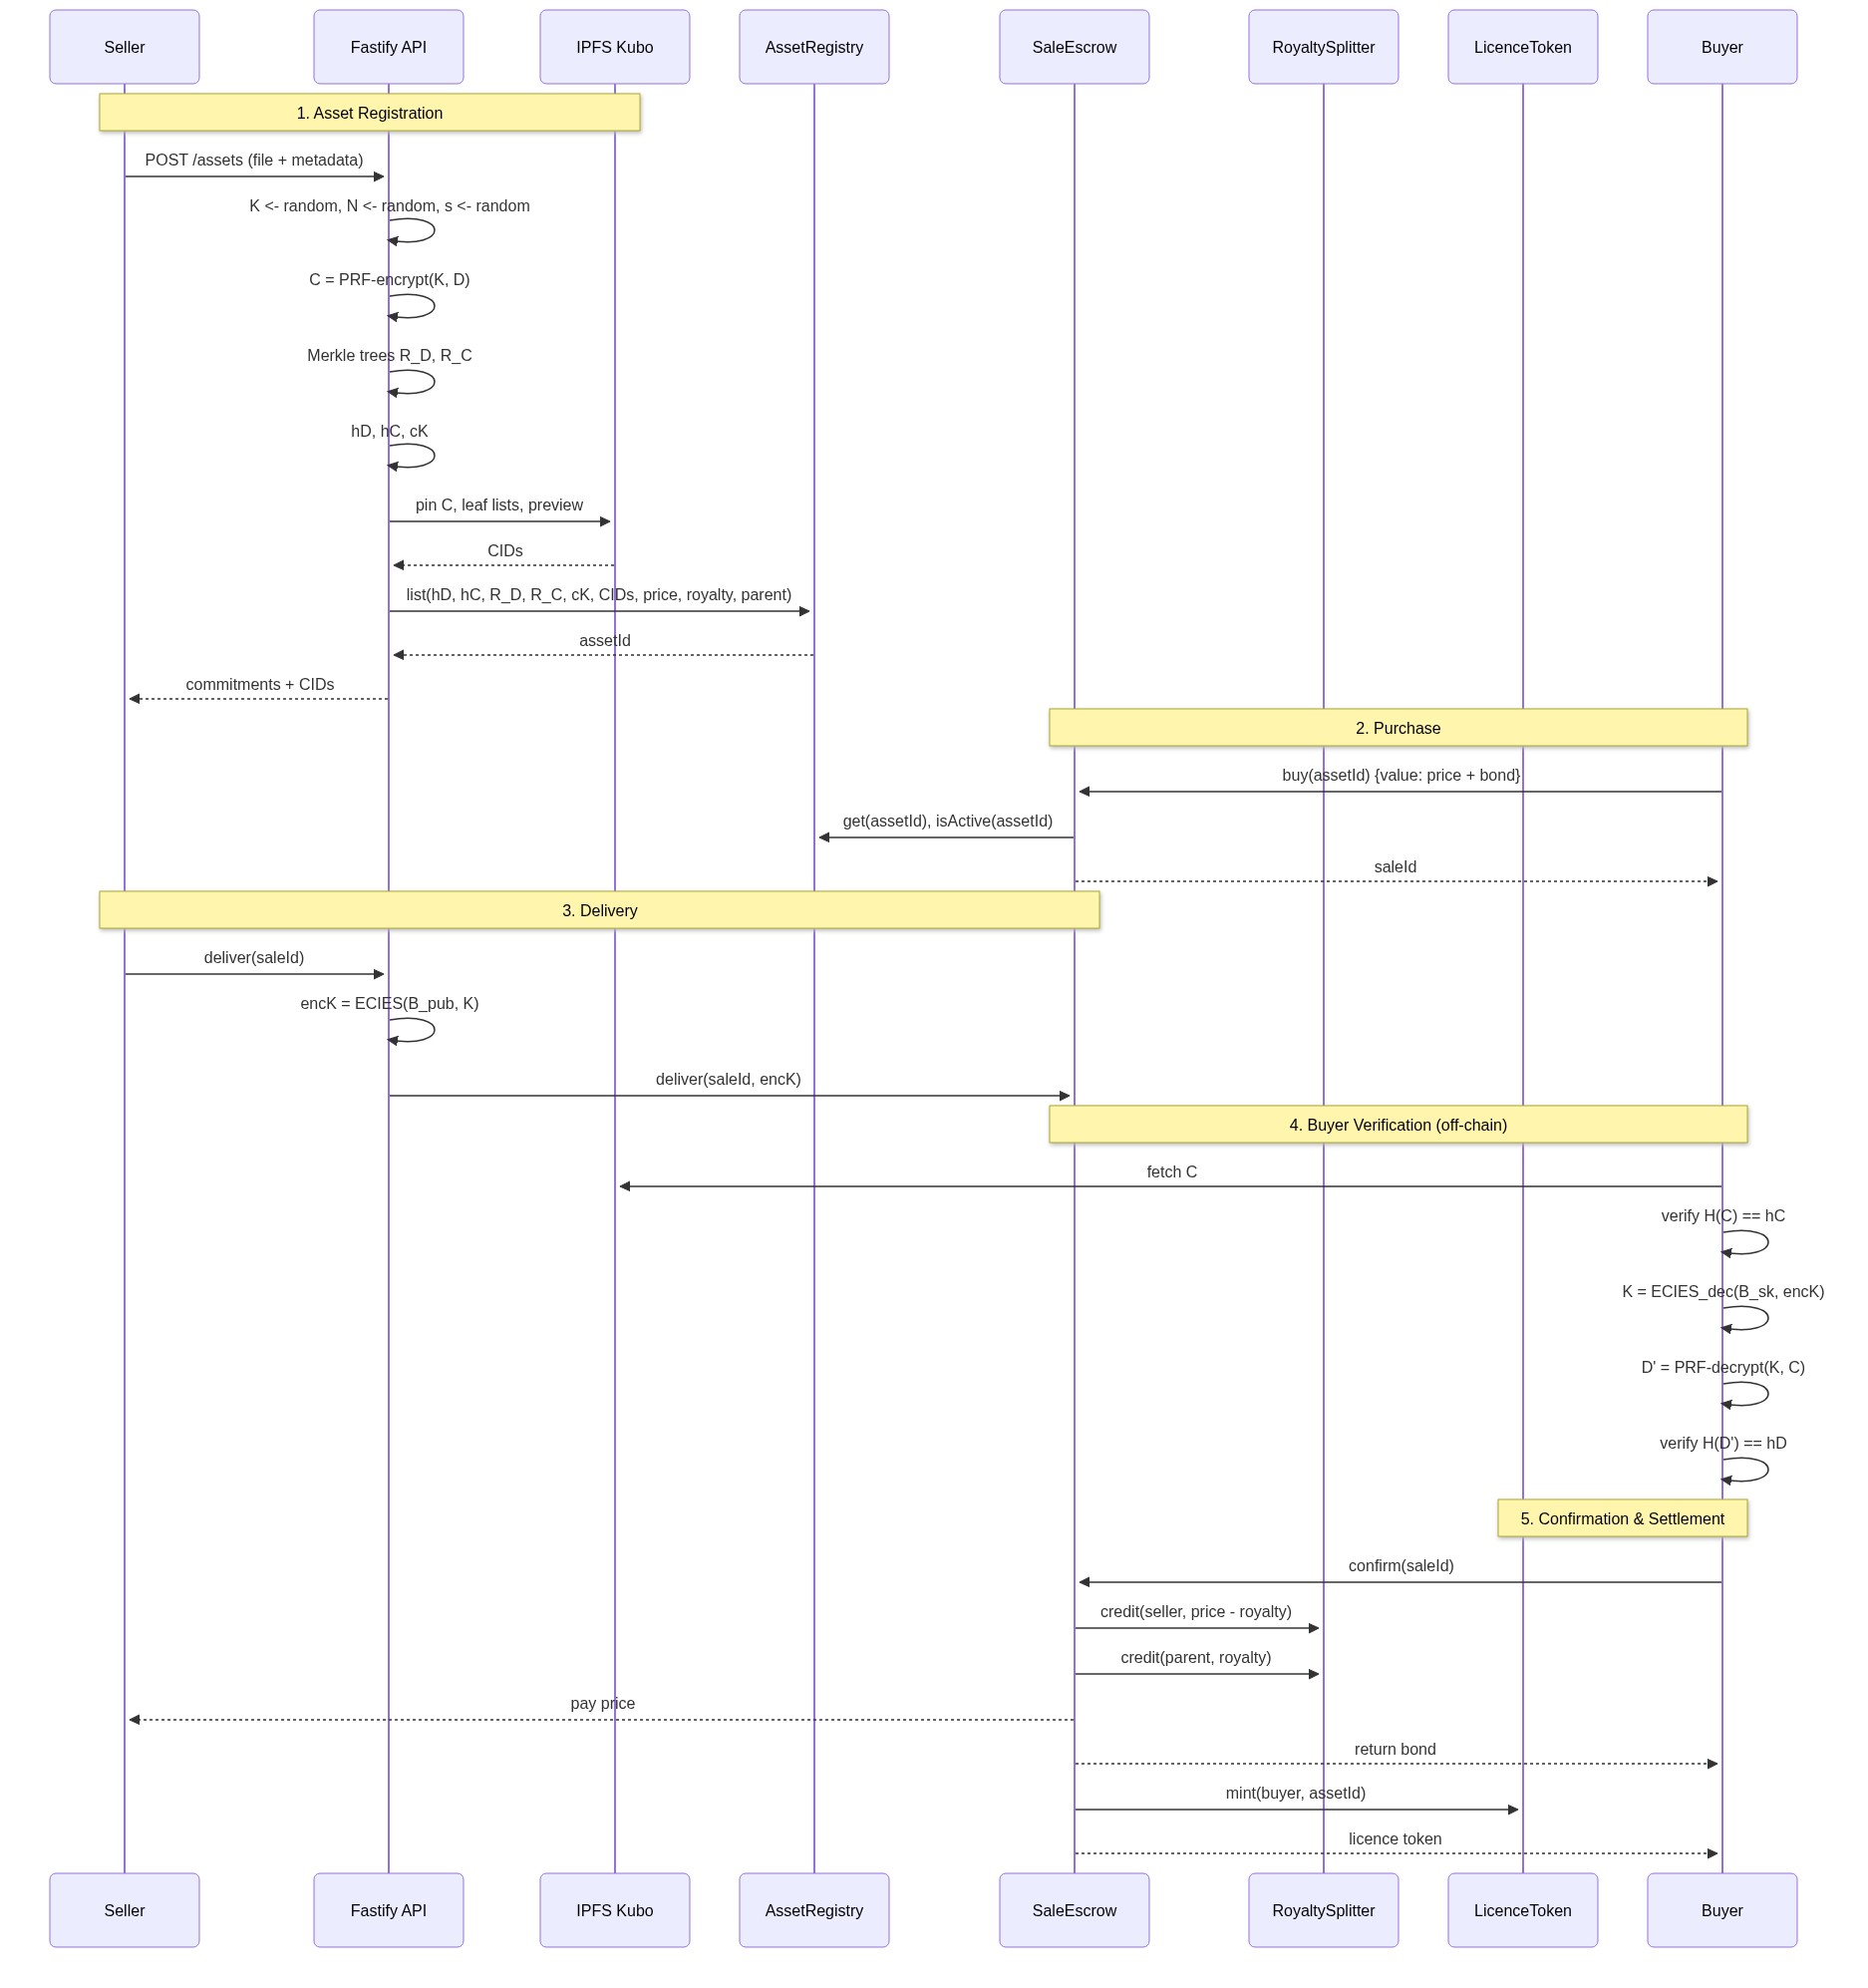 Seller
Fastify API
IPFS Kubo
AssetRegistry
SaleEscrow
RoyaltySplitter
LicenceToken
Buyer
1. Asset Registration
POST /assets (file + metadata)
K <- random, N <- random, s <- random
C = PRF-encrypt(K, D)
Merkle trees R_D, R_C
hD, hC, cK
pin C, leaf lists, preview
CIDs
list(hD, hC, R_D, R_C, cK, CIDs, price, royalty, parent)
assetId
commitments + CIDs
2. Purchase
buy(assetId) {value: price + bond}
get(assetId), isActive(assetId)
saleId
3. Delivery
deliver(saleId)
encK = ECIES(B_pub, K)
deliver(saleId, encK)
4. Buyer Verification (off-chain)
fetch C
verify H(C) == hC
K = ECIES_dec(B_sk, encK)
D' = PRF-decrypt(K, C)
verify H(D') == hD
5. Confirmation & Settlement
confirm(saleId)
credit(seller, price - royalty)
credit(parent, royalty)
pay price
return bond
mint(buyer, assetId)
licence token
Seller
Fastify API
IPFS Kubo
AssetRegistry
SaleEscrow
RoyaltySplitter
LicenceToken
Buyer